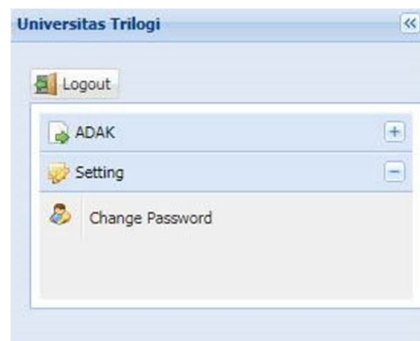 Universitas Trilogi
Logout
ADAK
Setting
Change Password